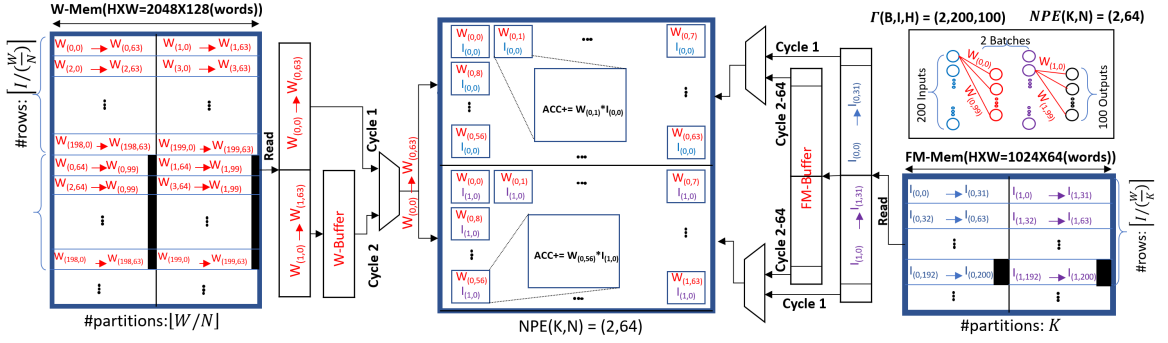 W-Mem(HXW=2048X128(words))
#rows: ⌈I/(W/N)⌉
W(0,0) → W(0,63) W(1,0) → W(1,63)
W(2,0) → W(2,63) W(3,0) → W(3,63)
W(198,0) → W(198,63) W(199,0) → W(199,63)
W(0,64) → W(0,99) W(1,64) → W(1,99)
W(2,64) → W(0,99) W(3,64) → W(1,99)
W(198,0) → W(198,63) W(199,0) → W(199,63)
#partitions: ⌊W/N⌋
Read
W(0,0) → W(0,63)
W(1,0) → W(1,63)
W-Buffer
Cycle 1
Cycle 2
W(0,0) → W(0,63)
W(0,0) I(0,0)
W(0,1) I(0,0)
W(0,7) I(0,0)
W(0,8) I(0,0)
ACC+= W(0,1)*I(0,0)
W(0,56) I(0,0)
W(0,63) I(0,0)
W(0,0) I(1,0)
W(0,1) I(1,0)
W(0,7) I(1,0)
W(0,8) I(1,0)
ACC+= W(0,56)*I(1,0)
W(0,56) I(1,0)
W(1,63) I(1,0)
NPE(K,N) = (2,64)
Cycle 1
Cycle 2-64
FM-Buffer
Cycle 2-64
Cycle 1
I(0,0) → I(0,31)
I(1,0) → I(1,31)
Read
Γ(B,I,H) = (2,200,100) NPE(K,N) = (2,64)
2 Batches
200 Inputs
W(0,0)
W(0,99)
W(1,0)
W(1,99)
100 Outputs
FM-Mem(HXW=1024X64(words))
I(0,0) → I(0,31) I(1,0) → I(1,31)
I(0,32) → I(0,63) I(1,32) → I(1,63)
I(0,192) → I(0,200) I(1,192) → I(1,200)
#rows: ⌈I/(W/K)⌉
#partitions: K